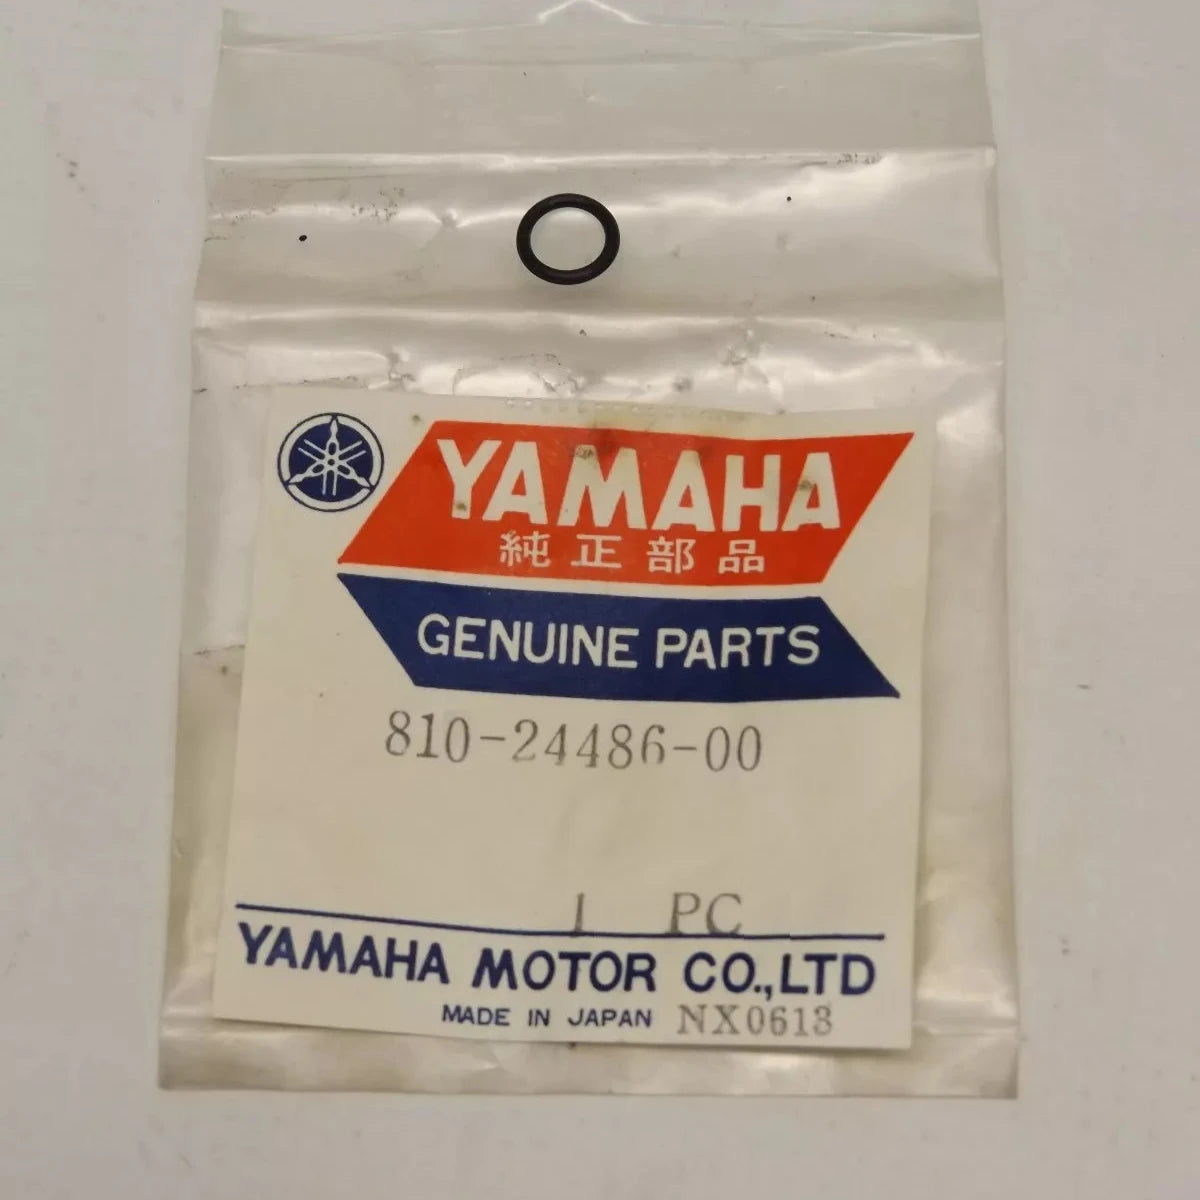 YAMAHA
純正部品
GENUINE PARTS
810-24486-00
1 PC
YAMAHA MOTOR CO.,LTD
MADE IN JAPAN NX0613